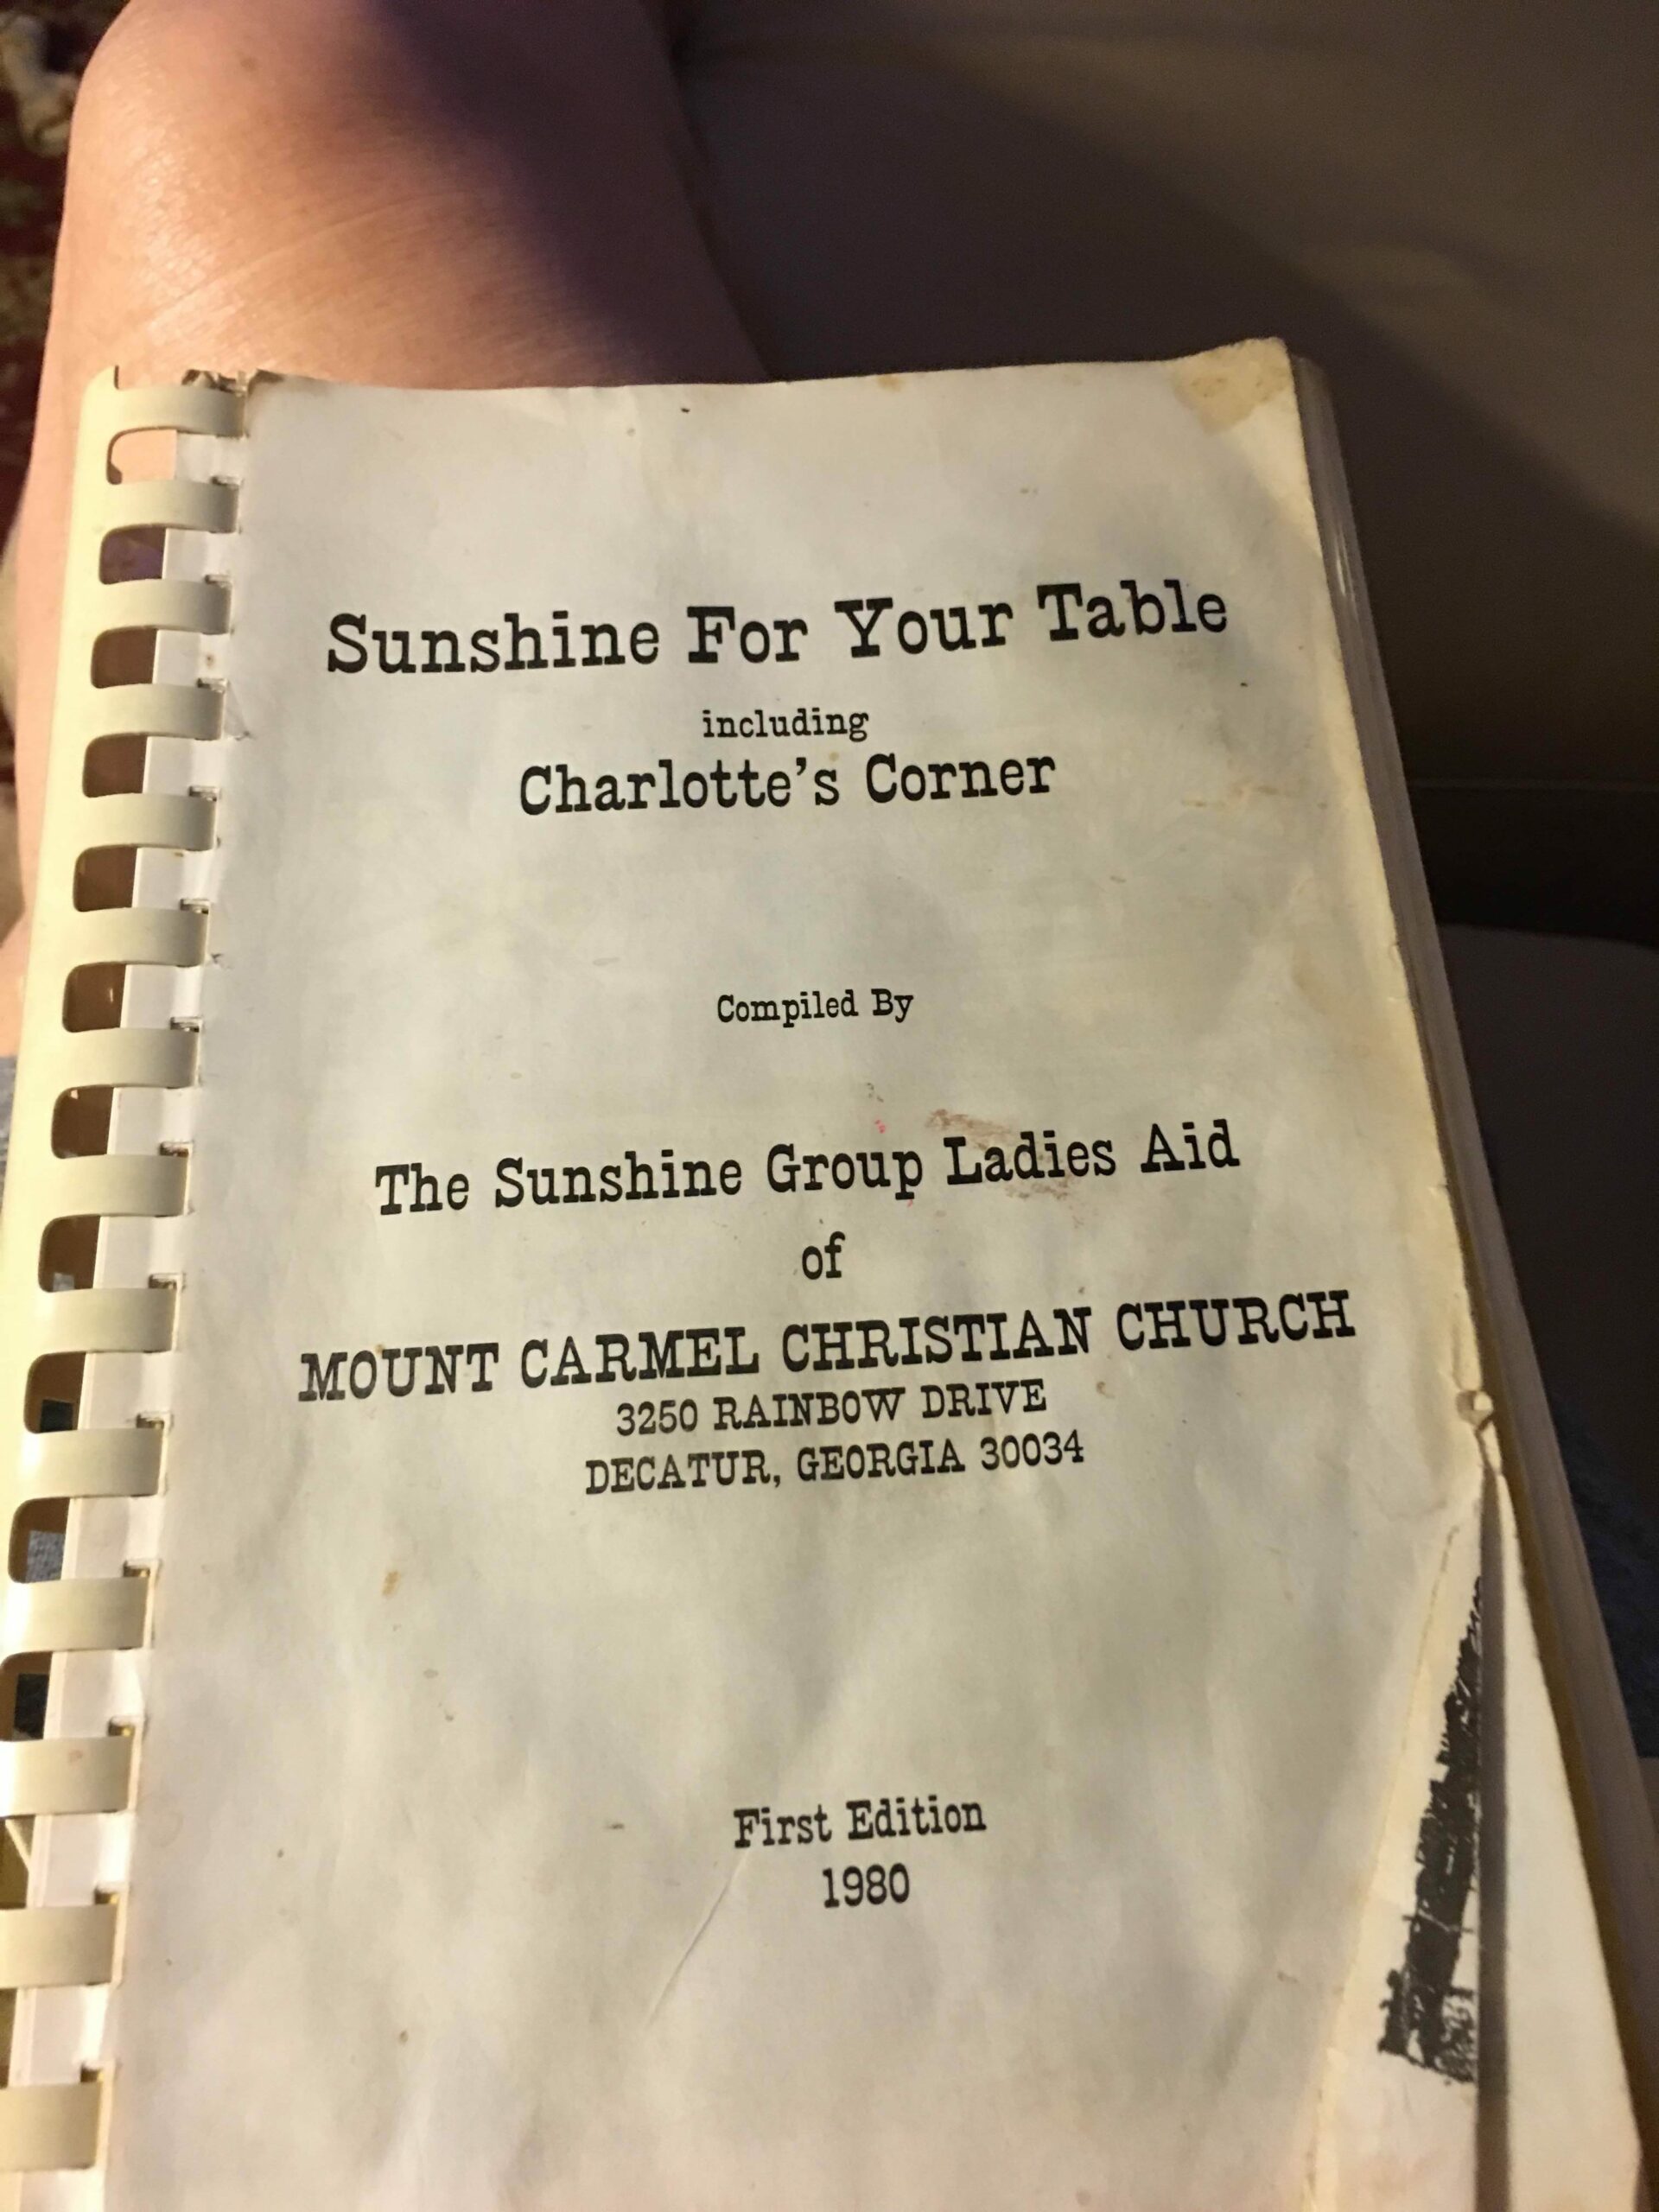 Sunshine For Your Table
including
Charlotte's Corner
Compiled By
The Sunshine Group Ladies Aid
of
MOUNT CARMEL CHRISTIAN CHURCH
3250 RAINBOW DRIVE
DECATUR, GEORGIA 30034
First Edition
1980